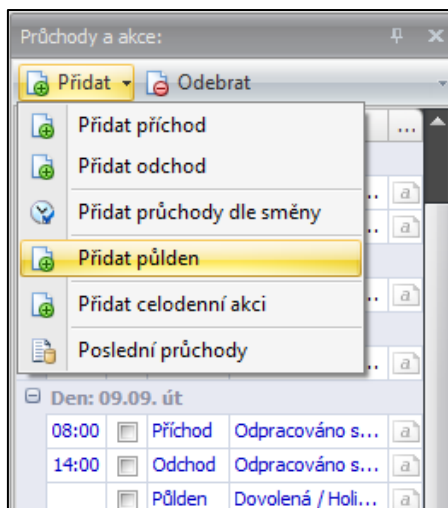 Průchody a akce:
Přidat Odebrat
Přidat příchod ...
Přidat odchod
Přidat průchody dle směny .. a
.. a
Přidat půlden
Přidat celodenní akci .. a
Poslední průchody .. a
Den: 09.09. út
08:00 Příchod Odpracováno s... a
14:00 Odchod Odpracováno s... a
Půlden Dovolená / Holi... a